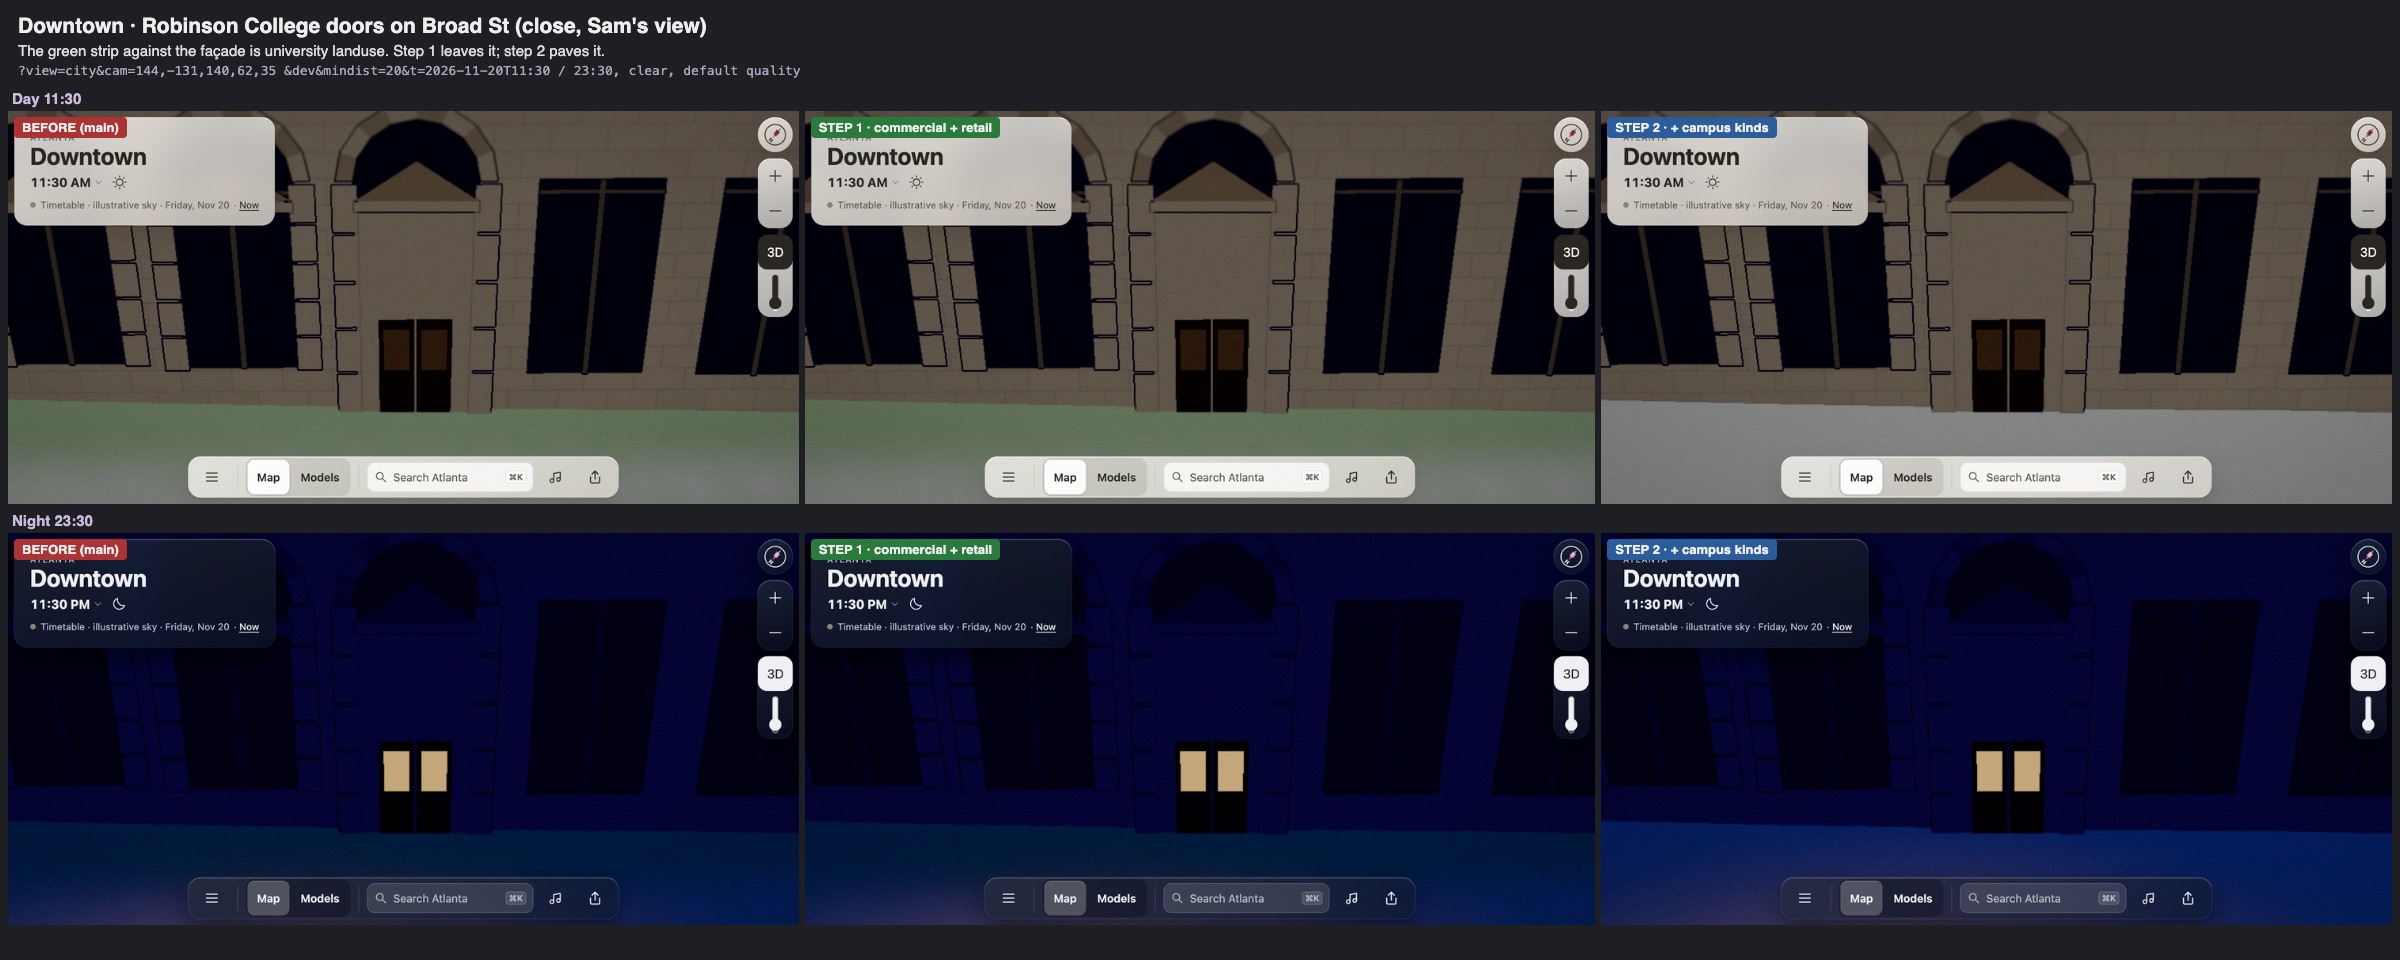 Downtown · Robinson College doors on Broad St (close, Sam's view)
The green strip against the façade is university landuse. Step 1 leaves it; step 2 paves it.
?view=city&cam=144,-131,140,62,35 &dev&mindist=20&t=2026-11-20T11:30 / 23:30, clear, default quality
Day 11:30
BEFORE (main)
Downtown
11:30 AM
Timetable · illustrative sky · Friday, Nov 20 · Now
3D
Map Models Search Atlanta ⌘K
STEP 1 · commercial + retail
Downtown
11:30 AM
Timetable · illustrative sky · Friday, Nov 20 · Now
3D
Map Models Search Atlanta ⌘K
STEP 2 · + campus kinds
Downtown
11:30 AM
Timetable · illustrative sky · Friday, Nov 20 · Now
3D
Map Models Search Atlanta ⌘K
Night 23:30
BEFORE (main)
Downtown
11:30 PM
Timetable · illustrative sky · Friday, Nov 20 · Now
3D
Map Models Search Atlanta ⌘K
STEP 1 · commercial + retail
Downtown
11:30 PM
Timetable · illustrative sky · Friday, Nov 20 · Now
3D
Map Models Search Atlanta ⌘K
STEP 2 · + campus kinds
Downtown
11:30 PM
Timetable · illustrative sky · Friday, Nov 20 · Now
3D
Map Models Search Atlanta ⌘K